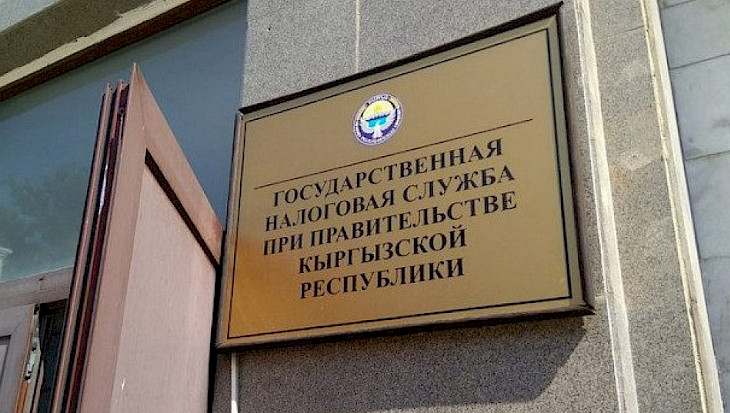 ГОСУДАРСТВЕННАЯ
НАЛОГОВАЯ СЛУЖБА
ПРИ ПРАВИТЕЛЬСТВЕ
КЫРГЫЗСКОЙ
РЕСПУБЛИКИ